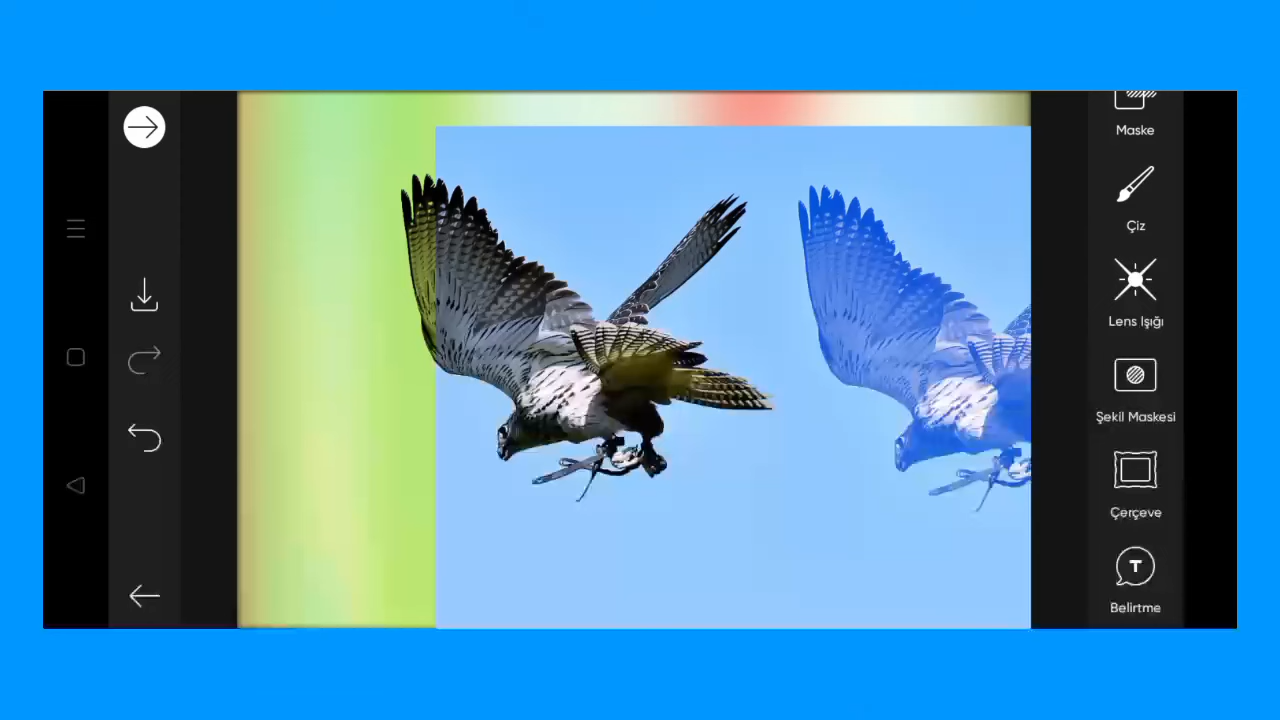 Maske
Çiz
Lens Işığı
Şekil Maskesi
Çerçeve
T
Belirtme